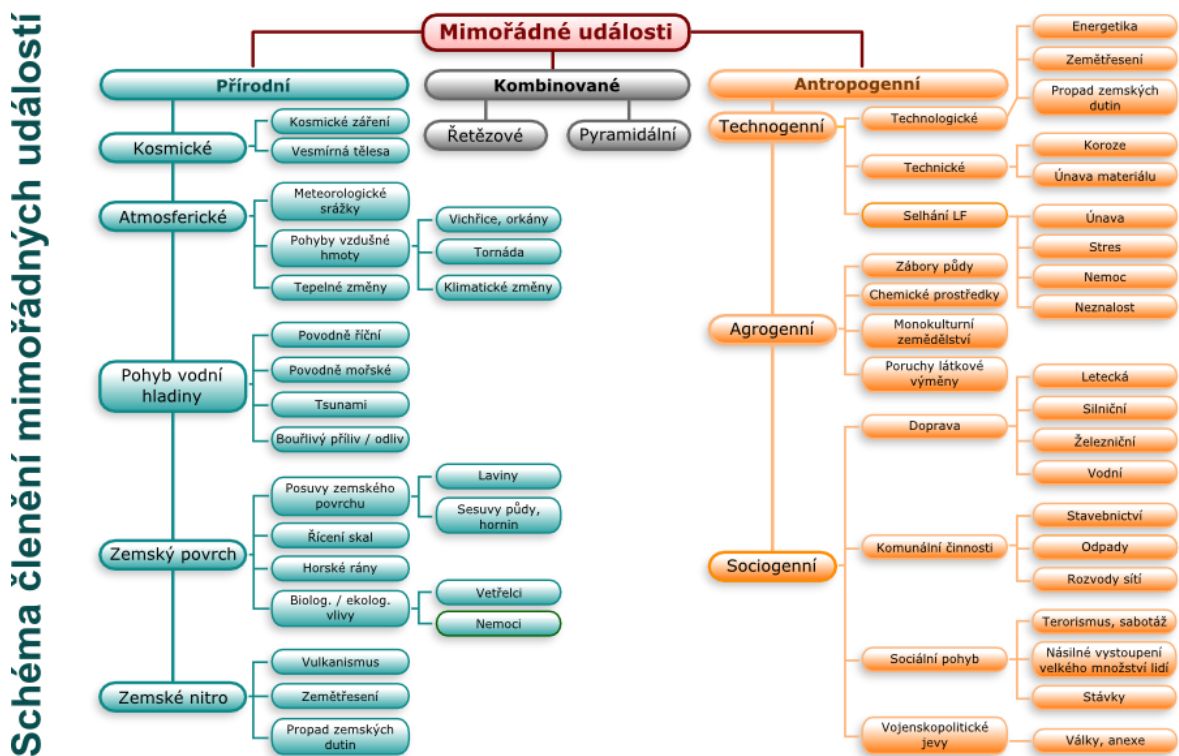 Schéma členění mimořádných událostí
Mimořádné události
Přírodní
Kosmické
Kosmické záření
Vesmírná tělesa
Atmosferické
Meteorologické
srážky
Pohyby vzdušné
hmoty
Vichřice, orkány
Tornáda
Klimatické změny
Tepelné změny
Pohyb vodní
hladiny
Povodně říční
Povodně mořské
Tsunami
Bouřlivý příliv / odliv
Zemský povrch
Posuvy zemského
povrchu
Laviny
Sesuvy půdy,
hornin
Řícení skal
Horské rány
Biolog. / ekolog.
vlivy
Vetřelci
Nemoci
Zemské nitro
Vulkanismus
Zemětřesení
Propad zemských
dutin
Kombinované
Řetězové
Pyramidální
Antropogenní
Technogenní
Technologické
Energetika
Zemětřesení
Propad zemských
dutin
Technické
Koroze
Únava materiálu
Selhání LF
Únava
Stres
Nemoc
Neznalost
Agrogenní
Zábory půdy
Chemické prostředky
Monokulturní
zemědělství
Poruchy látkové
výměny
Sociogenní
Doprava
Letecká
Silniční
Železniční
Vodní
Komunální činnosti
Stavebnictví
Odpady
Rozvody sítí
Sociální pohyb
Terorismus, sabotáž
Násilné vystoupení
velkého množství lidí
Stávky
Vojenskopolitické
jevy
Války, anexe